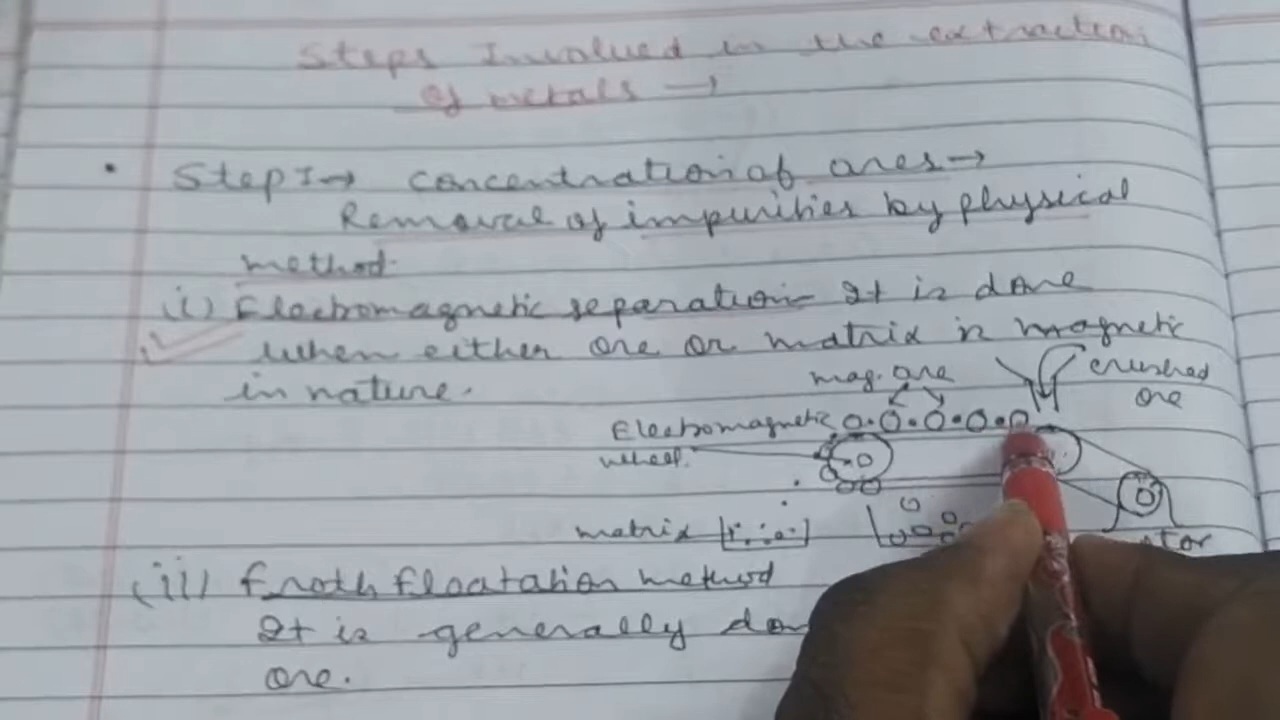 Steps Involved in the extraction
of metals →
• Step I → concentration of ores →
Removal of impurities by physical
method.
(i) Electromagnetic separation - It is done
when either ore or matrix is magnetic
in nature.
mag. ore
crushed
ore
Electromagnetic
wheel.
matrix
(ii) froth floatation method
It is generally
ore.